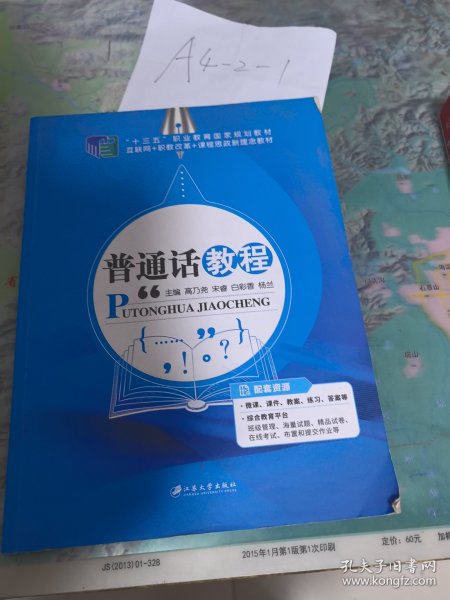 A4-2-1
"十三五"职业教育国家规划教材
互联网+职教改革+课程思政新理念教材
普通话教程
主编 高乃尧 宋睿 白彩香 杨兰
PUTONGHUA JIAOCHENG
{……},!。?}
配套资源
·微课、课件、教案、练习、答案等
·综合教育平台
班级管理、海量试题、精品试卷、
在线考试、布置和提交作业等
江苏大学出版社
JIANGSU UNIVERSITY PRESS
石岛山
JS(2013)01-328
2015年1月第1版第1次印刷
定价:60元
孔夫子旧书网
www.kongfz.com